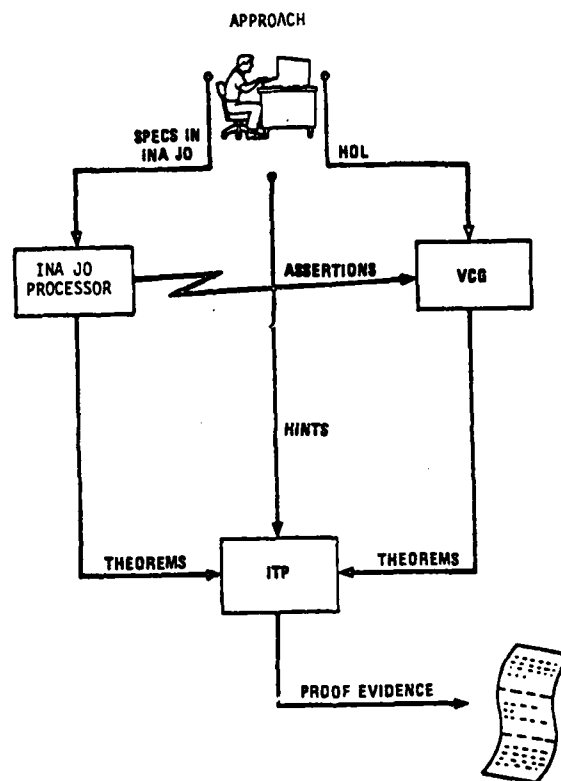 APPROACH
SPECS IN
INA JO
HOL
INA JO
PROCESSOR
ASSERTIONS
VCG
HINTS
THEOREMS
ITP
THEOREMS
PROOF EVIDENCE